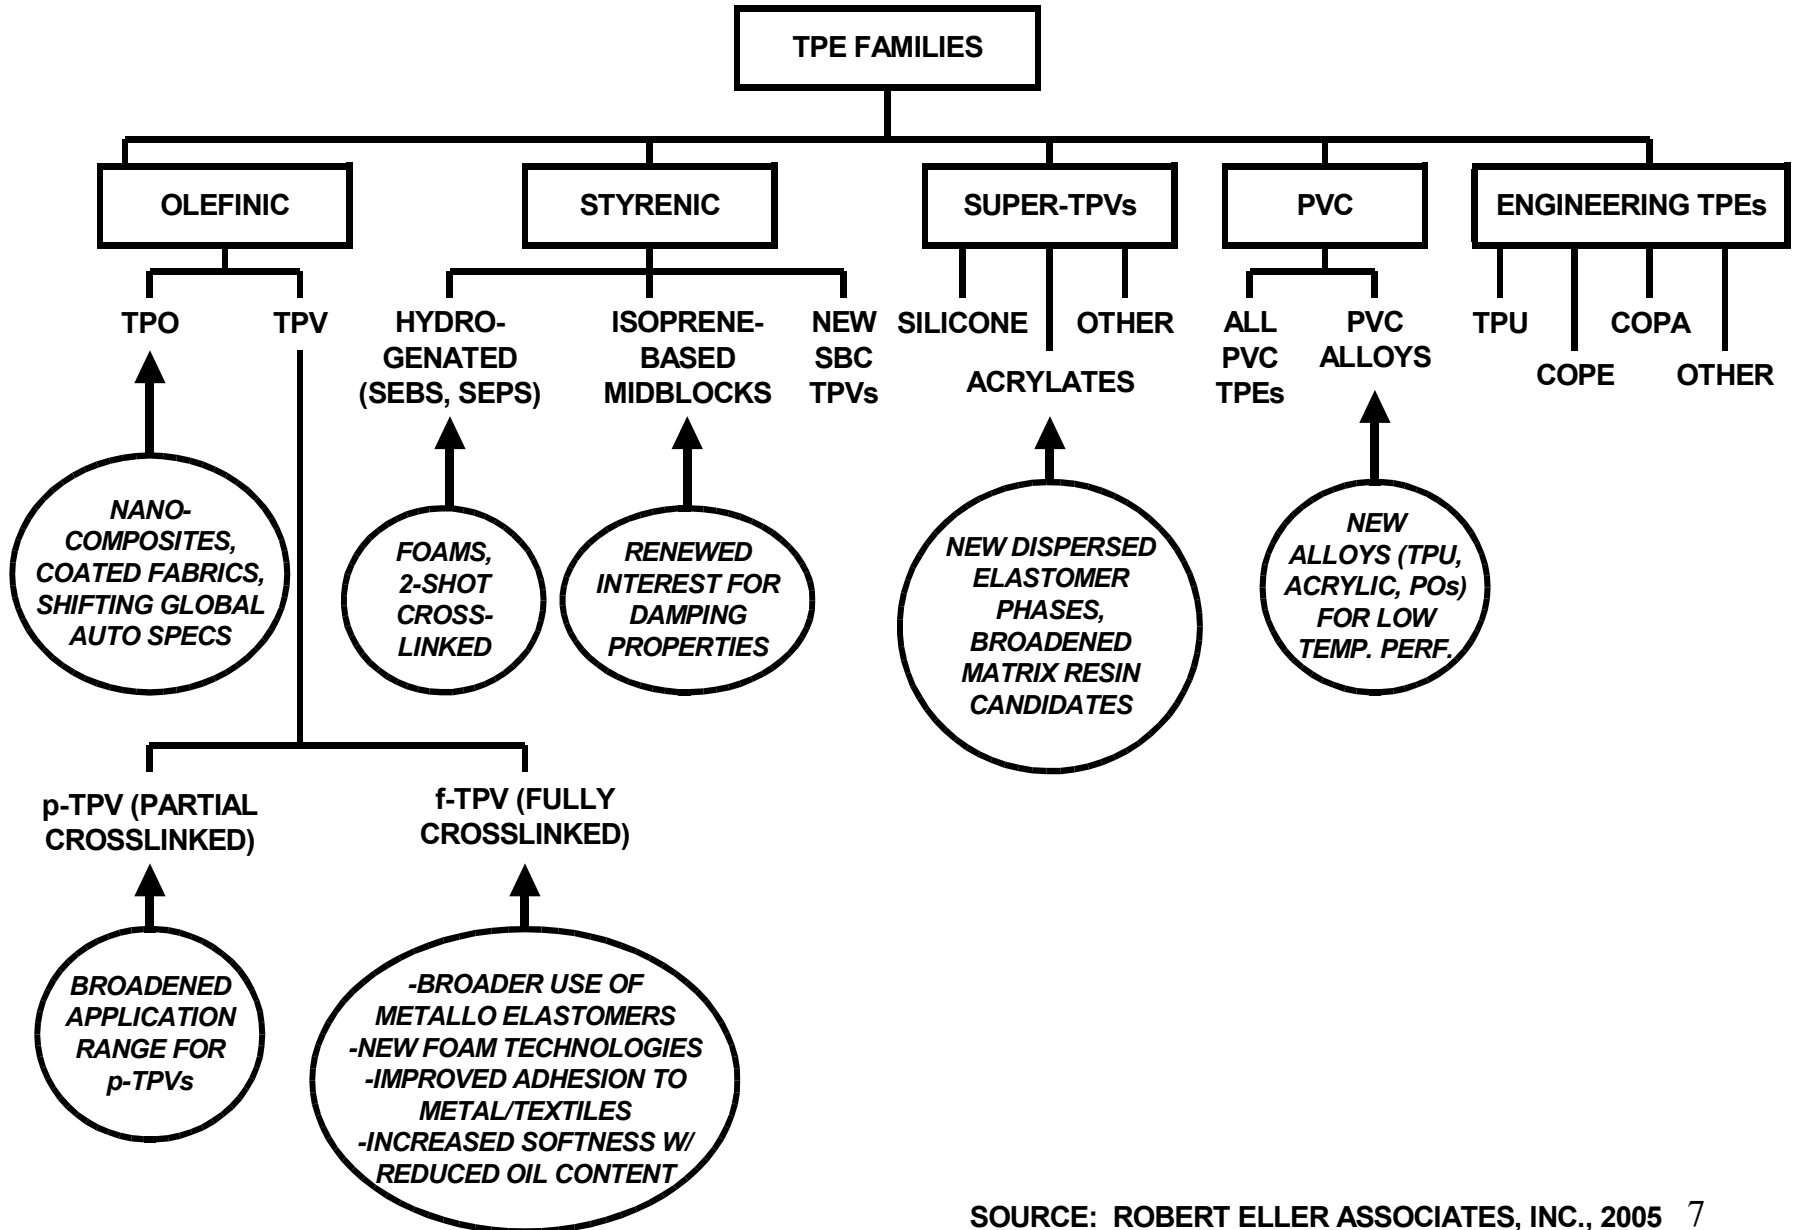 TPE FAMILIES
OLEFINIC
STYRENIC
SUPER-TPVs
PVC
ENGINEERING TPEs
TPO
TPV
HYDRO-
GENATED
(SEBS, SEPS)
ISOPRENE-
BASED
MIDBLOCKS
NEW
SBC
TPVs
SILICONE
ACRYLATES
OTHER
ALL
PVC
TPEs
PVC
ALLOYS
TPU
COPE
COPA
OTHER
NANO-
COMPOSITES,
COATED FABRICS,
SHIFTING GLOBAL
AUTO SPECS
FOAMS,
2-SHOT
CROSS-
LINKED
RENEWED
INTEREST FOR
DAMPING
PROPERTIES
NEW DISPERSED
ELASTOMER
PHASES,
BROADENED
MATRIX RESIN
CANDIDATES
NEW
ALLOYS (TPU,
ACRYLIC, POs)
FOR LOW
TEMP. PERF.
p-TPV (PARTIAL
CROSSLINKED)
f-TPV (FULLY
CROSSLINKED)
BROADENED
APPLICATION
RANGE FOR
p-TPVs
-BROADER USE OF
METALLO ELASTOMERS
-NEW FOAM TECHNOLOGIES
-IMPROVED ADHESION TO
METAL/TEXTILES
-INCREASED SOFTNESS W/
REDUCED OIL CONTENT
SOURCE: ROBERT ELLER ASSOCIATES, INC., 2005 7